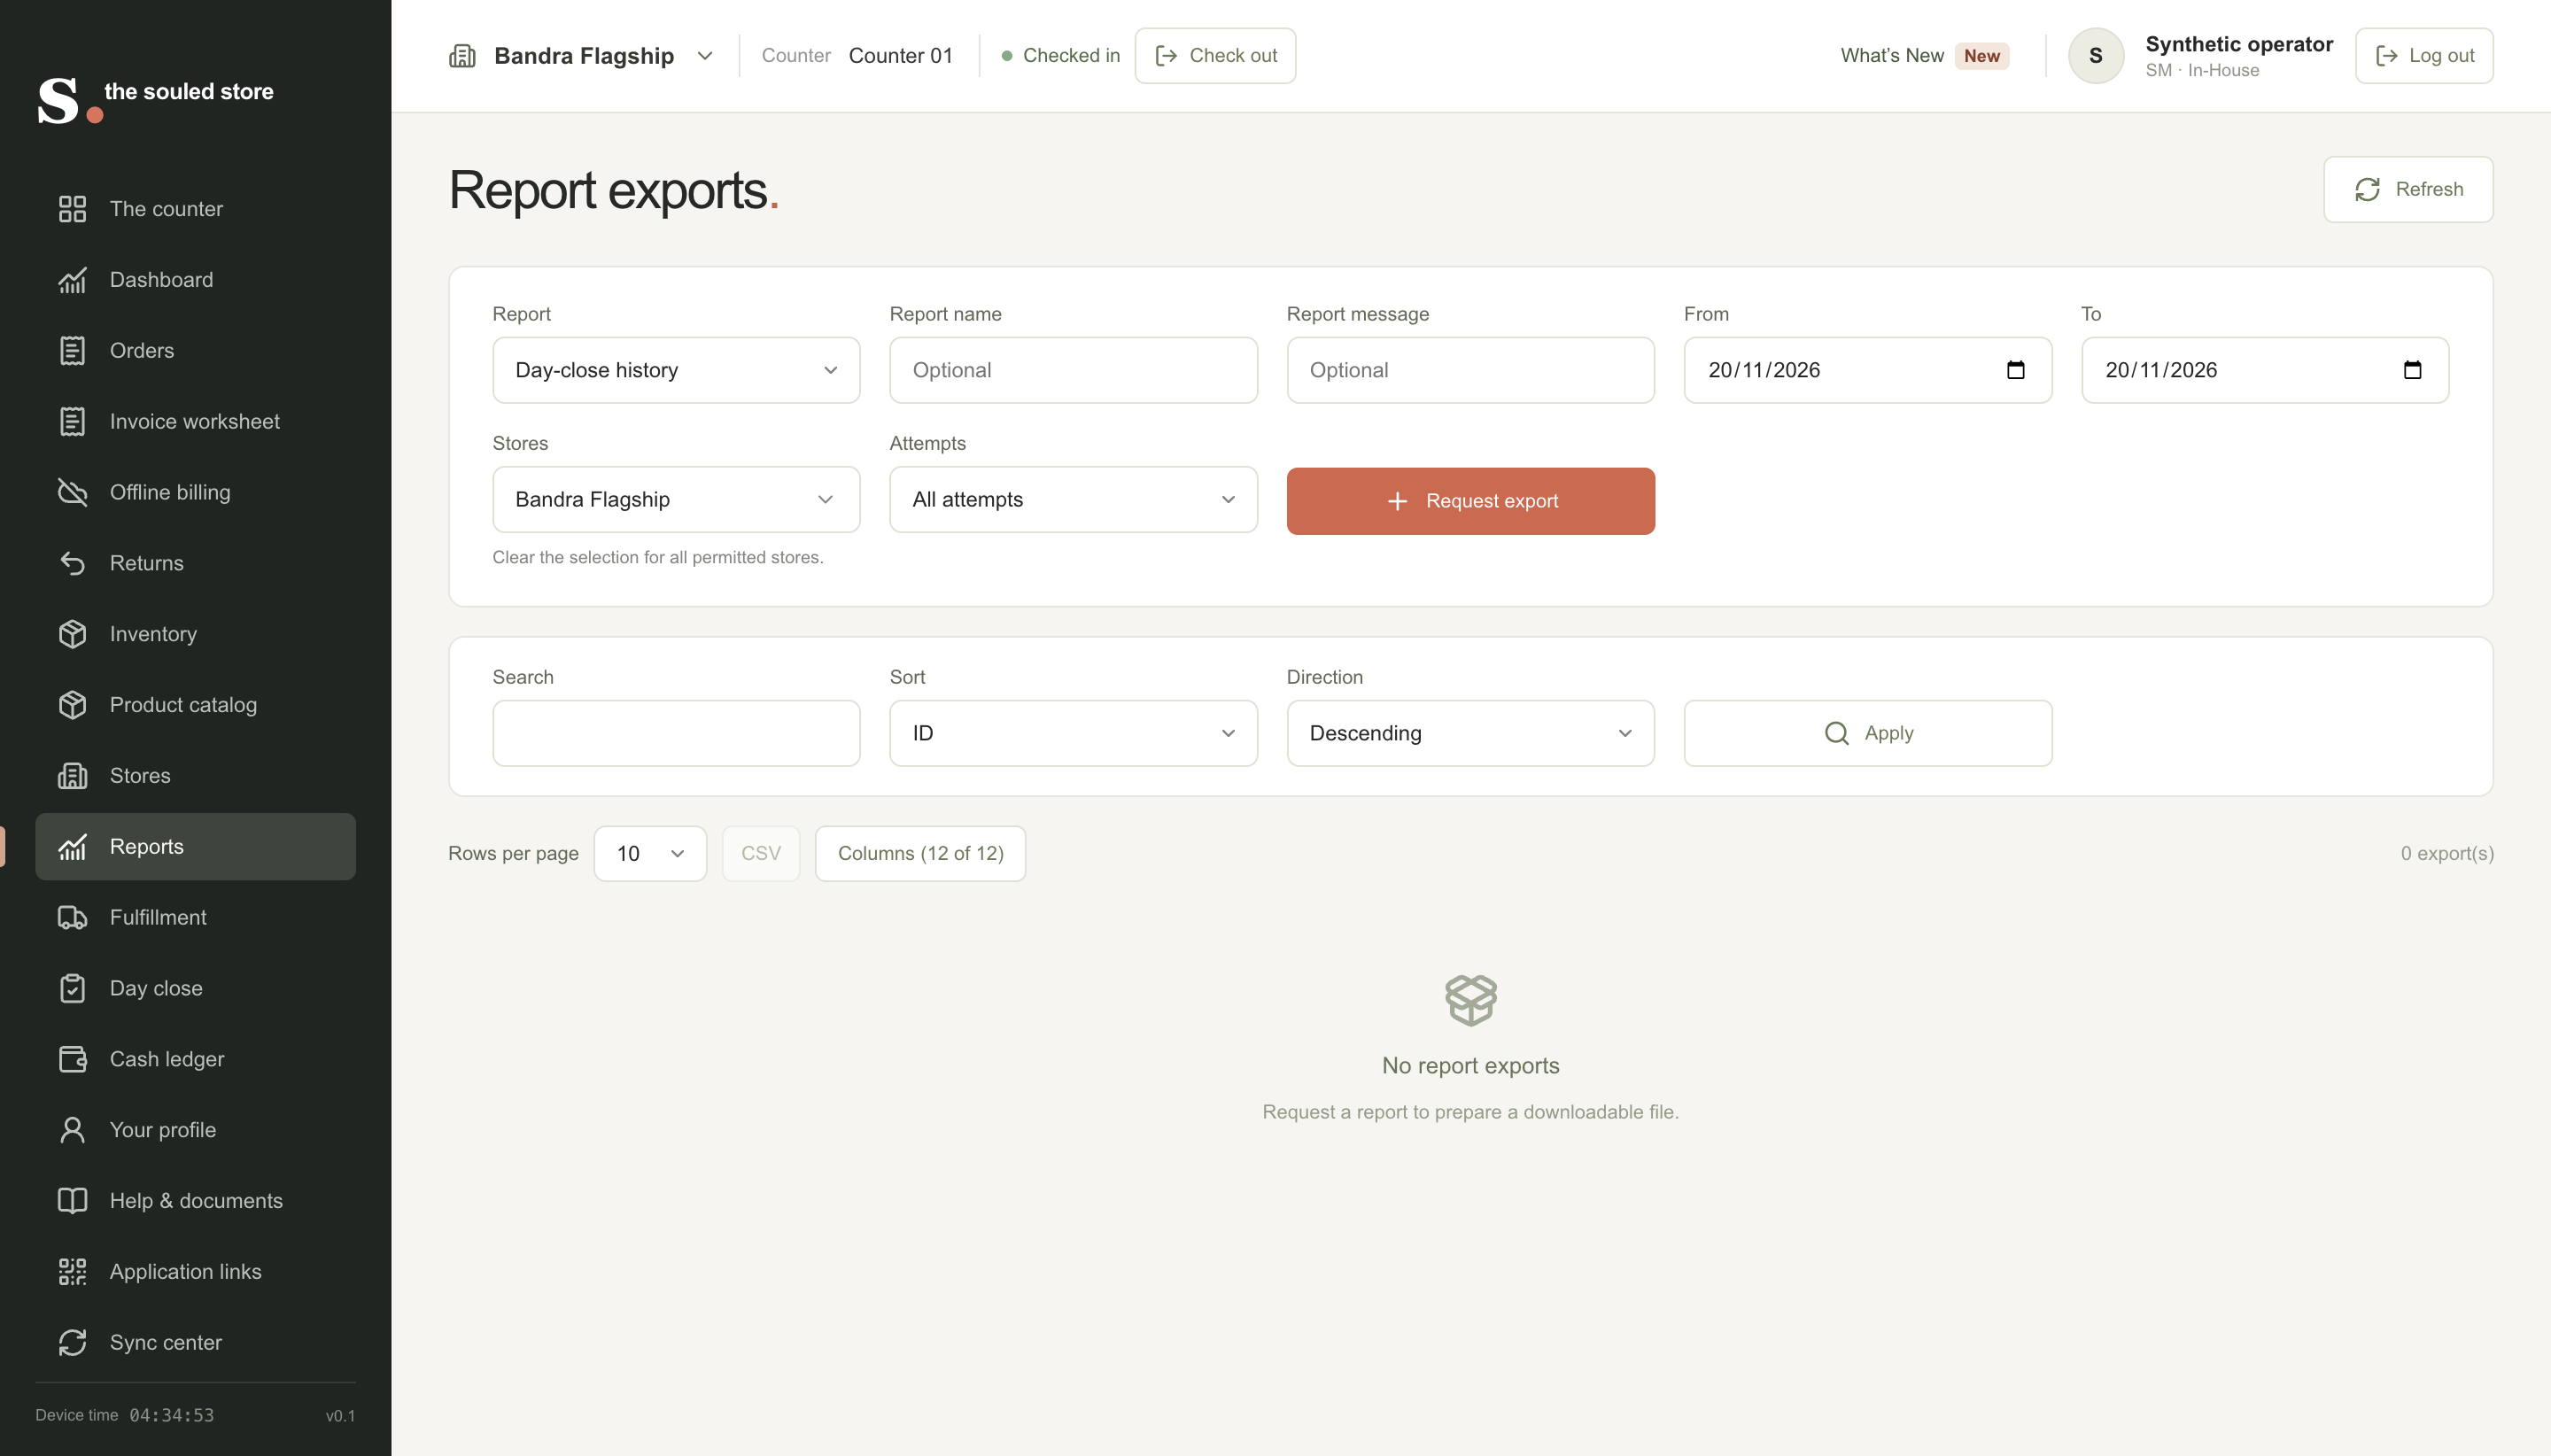 S.
the souled store
The counter
Dashboard
Orders
Invoice worksheet
Offline billing
Returns
Inventory
Product catalog
Stores
Reports
Fulfillment
Day close
Cash ledger
Your profile
Help & documents
Application links
Sync center
Device time 04:34:53 v0.1
Bandra Flagship Counter Counter 01 Checked in Check out What's New New S Synthetic operator Log out
SM · In-House
Report exports. Refresh
Report Report name Report message From To
Day-close history Optional Optional 20/11/2026 20/11/2026
Stores Attempts
Bandra Flagship All attempts Request export
Clear the selection for all permitted stores.
Search Sort Direction
ID Descending Apply
Rows per page 10 CSV Columns (12 of 12) 0 export(s)
No report exports
Request a report to prepare a downloadable file.